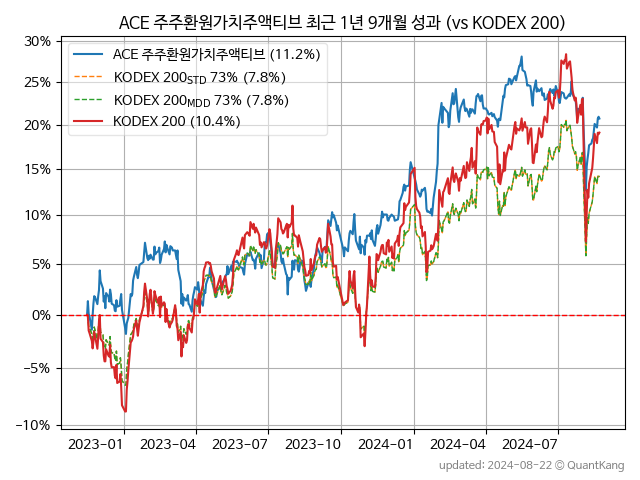 ACE 주주환원가치주액티브 최근 1년 9개월 성과 (vs KODEX 200)
ACE 주주환원가치주액티브 (11.2%)
KODEX 200STD 73% (7.8%)
KODEX 200MDD 73% (7.8%)
KODEX 200 (10.4%)
30%
25%
20%
15%
10%
5%
0%
−5%
−10%
2023−01 2023−04 2023−07 2023−10 2024−01 2024−04 2024−07
updated: 2024-08-22 © QuantKang